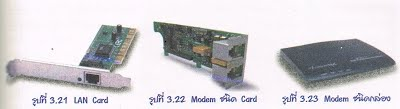 รูปที่ 3.21 LAN Card
รูปที่ 3.22 Modem ชนิด Card
รูปที่ 3.23 Modem ชนิดกล่อง